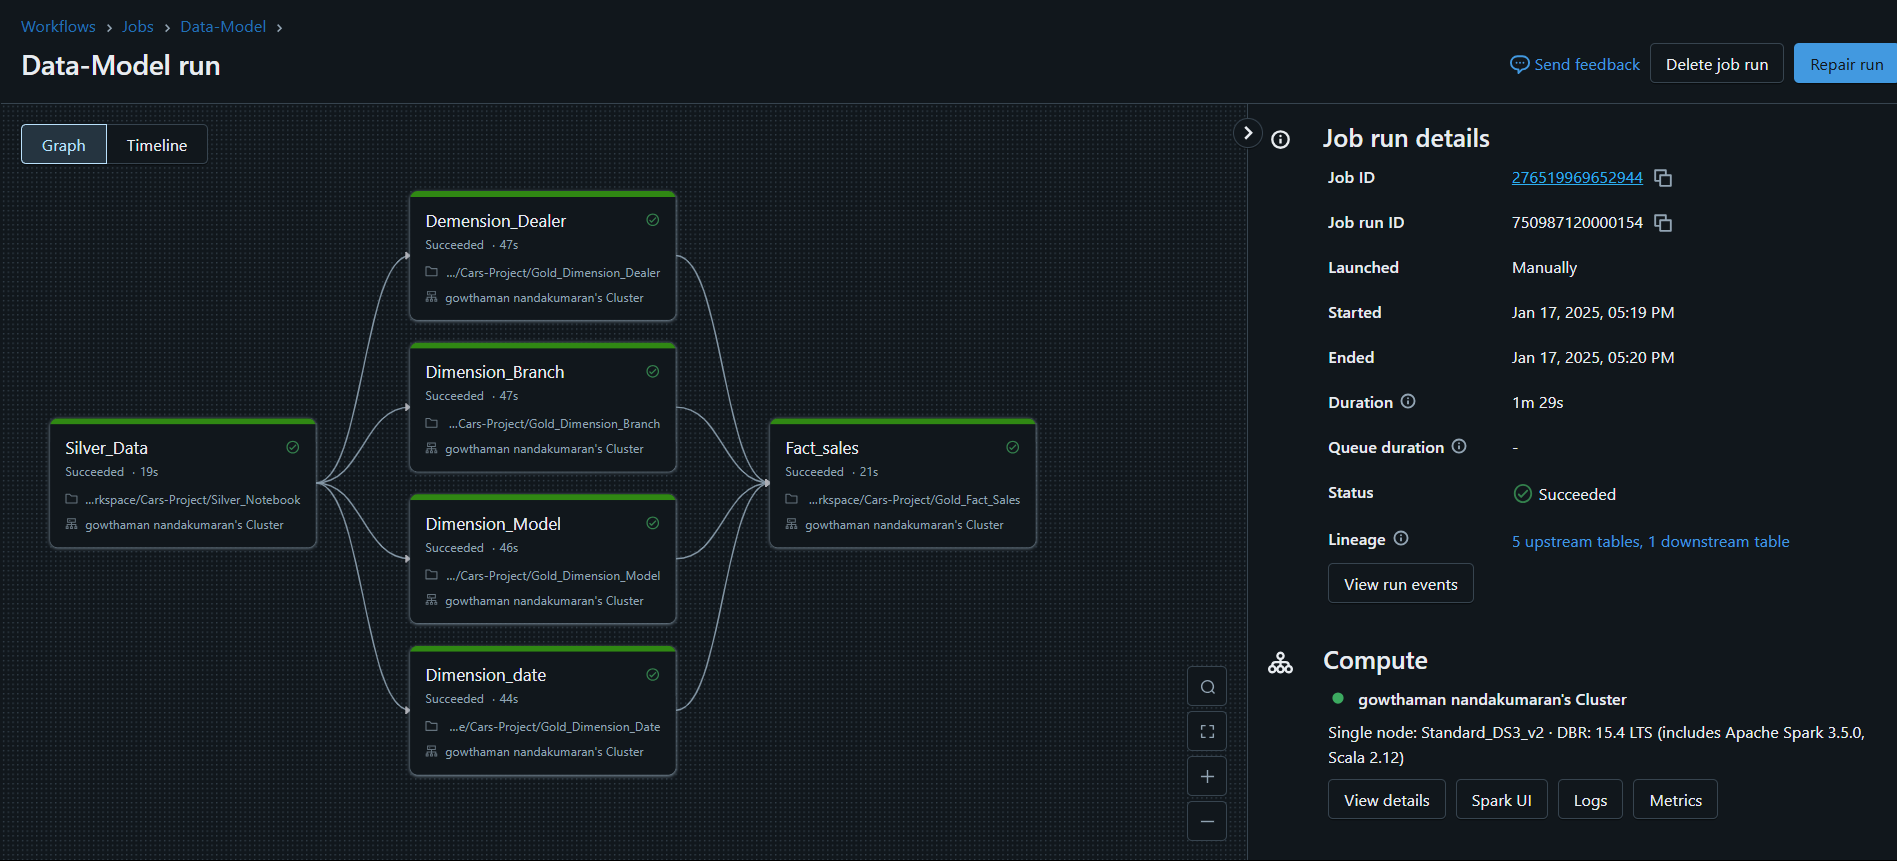 Workflows > Jobs > Data-Model >
Data-Model run
Send feedback
Delete job run
Repair run
Graph
Timeline
Silver_Data
Succeeded · 19s
...rkspace/Cars-Project/Silver_Notebook
gowthaman nandakumaran's Cluster
Demension_Dealer
Succeeded · 47s
.../Cars-Project/Gold_Dimension_Dealer
gowthaman nandakumaran's Cluster
Dimension_Branch
Succeeded · 47s
...Cars-Project/Gold_Dimension_Branch
gowthaman nandakumaran's Cluster
Dimension_Model
Succeeded · 46s
.../Cars-Project/Gold_Dimension_Model
gowthaman nandakumaran's Cluster
Dimension_date
Succeeded · 44s
...e/Cars-Project/Gold_Dimension_Date
gowthaman nandakumaran's Cluster
Fact_sales
Succeeded · 21s
...rkspace/Cars-Project/Gold_Fact_Sales
gowthaman nandakumaran's Cluster
Job run details
Job ID 276519969652944
Job run ID 750987120000154
Launched Manually
Started Jan 17, 2025, 05:19 PM
Ended Jan 17, 2025, 05:20 PM
Duration 1m 29s
Queue duration -
Status Succeeded
Lineage 5 upstream tables, 1 downstream table
View run events
Compute
gowthaman nandakumaran's Cluster
Single node: Standard_DS3_v2 · DBR: 15.4 LTS (includes Apache Spark 3.5.0,
Scala 2.12)
View details
Spark UI
Logs
Metrics